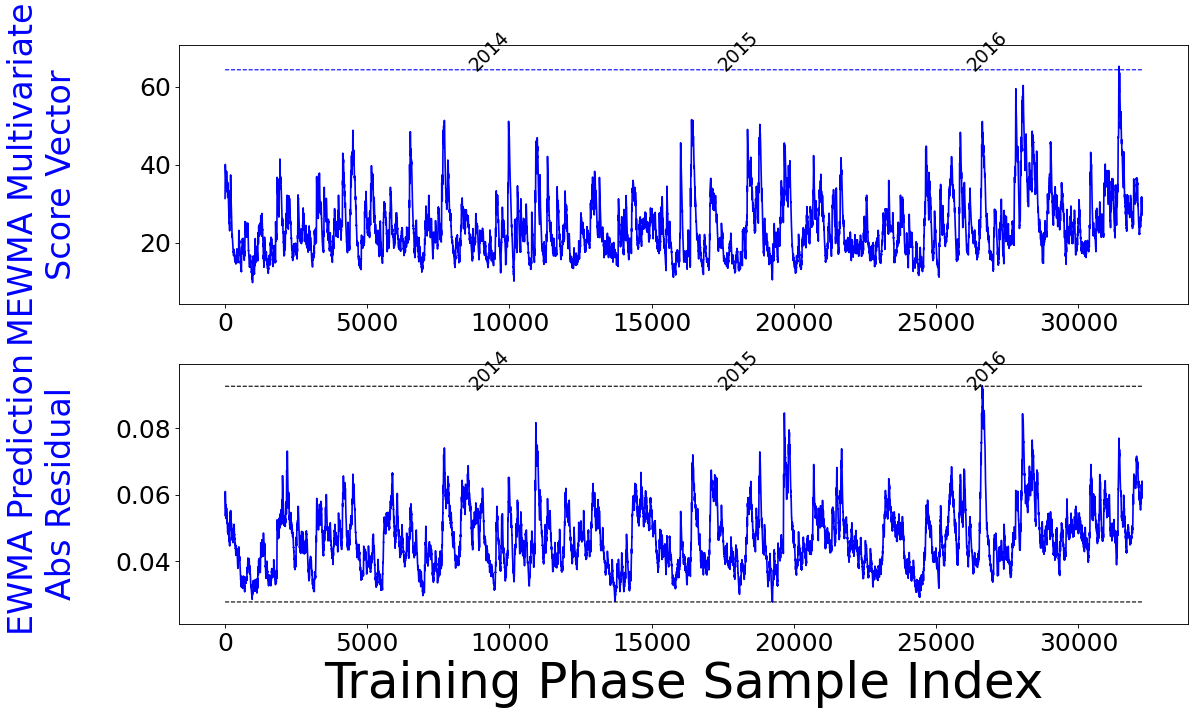 MEWMA Multivariate
Score Vector
2014
2015
2016
60
40
20
0 5000 10000 15000 20000 25000 30000
EWMA Prediction
Abs Residual
2014
2015
2016
0.08
0.06
0.04
0 5000 10000 15000 20000 25000 30000
Training Phase Sample Index